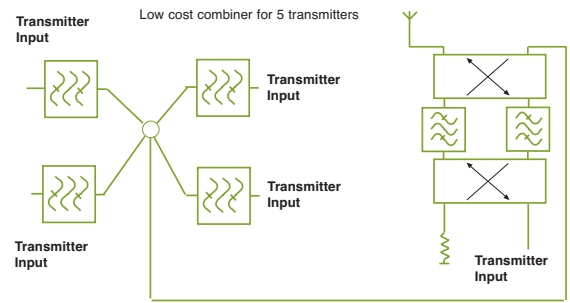 Low cost combiner for 5 transmitters
Transmitter
Input
Transmitter
Input
Transmitter
Input
Transmitter
Input
Transmitter
Input